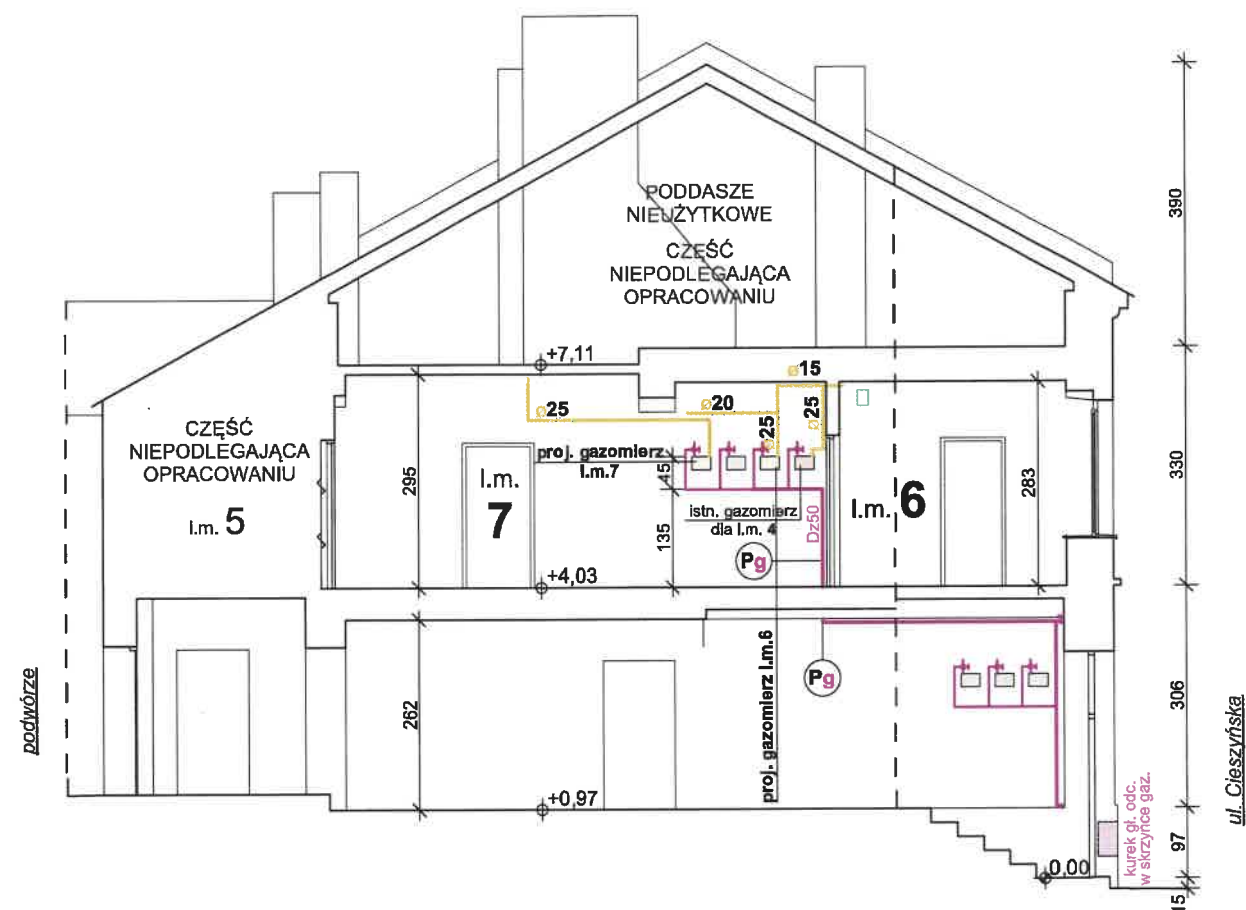 PODDASZE
NIEUŻYTKOWE
CZĘŚĆ
NIEPODLEGAJĄCA
OPRACOWANIU
390
+7,11
ø15
ø25
ø20
ø25
ø25
CZĘŚĆ
NIEPODLEGAJĄCA
OPRACOWANIU
l.m. 5
295
l.m.
7
proj. gazomierz
l.m.7
45
135
istn. gazomierz
dla l.m. 4
Dz50
Pg
l.m. 6
283
330
+4,03
podwórze
262
proj. gazomierz l.m.6
Pg
306
ul. Cieszyńska
+0,97
kurek gł. odc.
w skrzynce gaz.
97
0,00
15